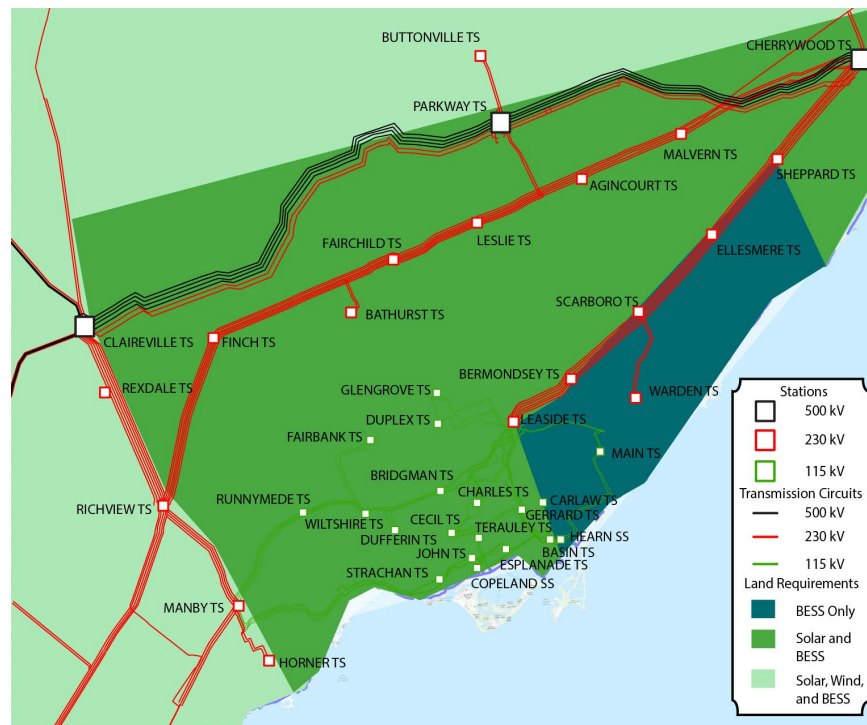 BUTTONVILLE TS
CHERRYWOOD TS
PARKWAY TS
MALVERN TS
SHEPPARD TS
AGINCOURT TS
LESLIE TS
FAIRCHILD TS
ELLESMERE TS
BATHURST TS
SCARBORO TS
CLAIREVILLE TS
FINCH TS
REXDALE TS
BERMONDSEY TS
GLENGROVE TS
WARDEN TS
DUPLEX TS
LEASIDE TS
FAIRBANK TS
MAIN TS
BRIDGMAN TS
RICHVIEW TS
RUNNYMEDE TS
CHARLES TS
CARLAW TS
WILTSHIRE TS
CECIL TS
GERRARD TS
DUFFERIN TS
TERAULEY TS
HEARN SS
JOHN TS
BASIN TS
ESPLANADE TS
STRACHAN TS
COPELAND SS
MANBY TS
HORNER TS
Stations
500 kV
230 kV
115 kV
Transmission Circuits
500 kV
230 kV
115 kV
Land Requirements
BESS Only
Solar and
BESS
Solar, Wind,
and BESS